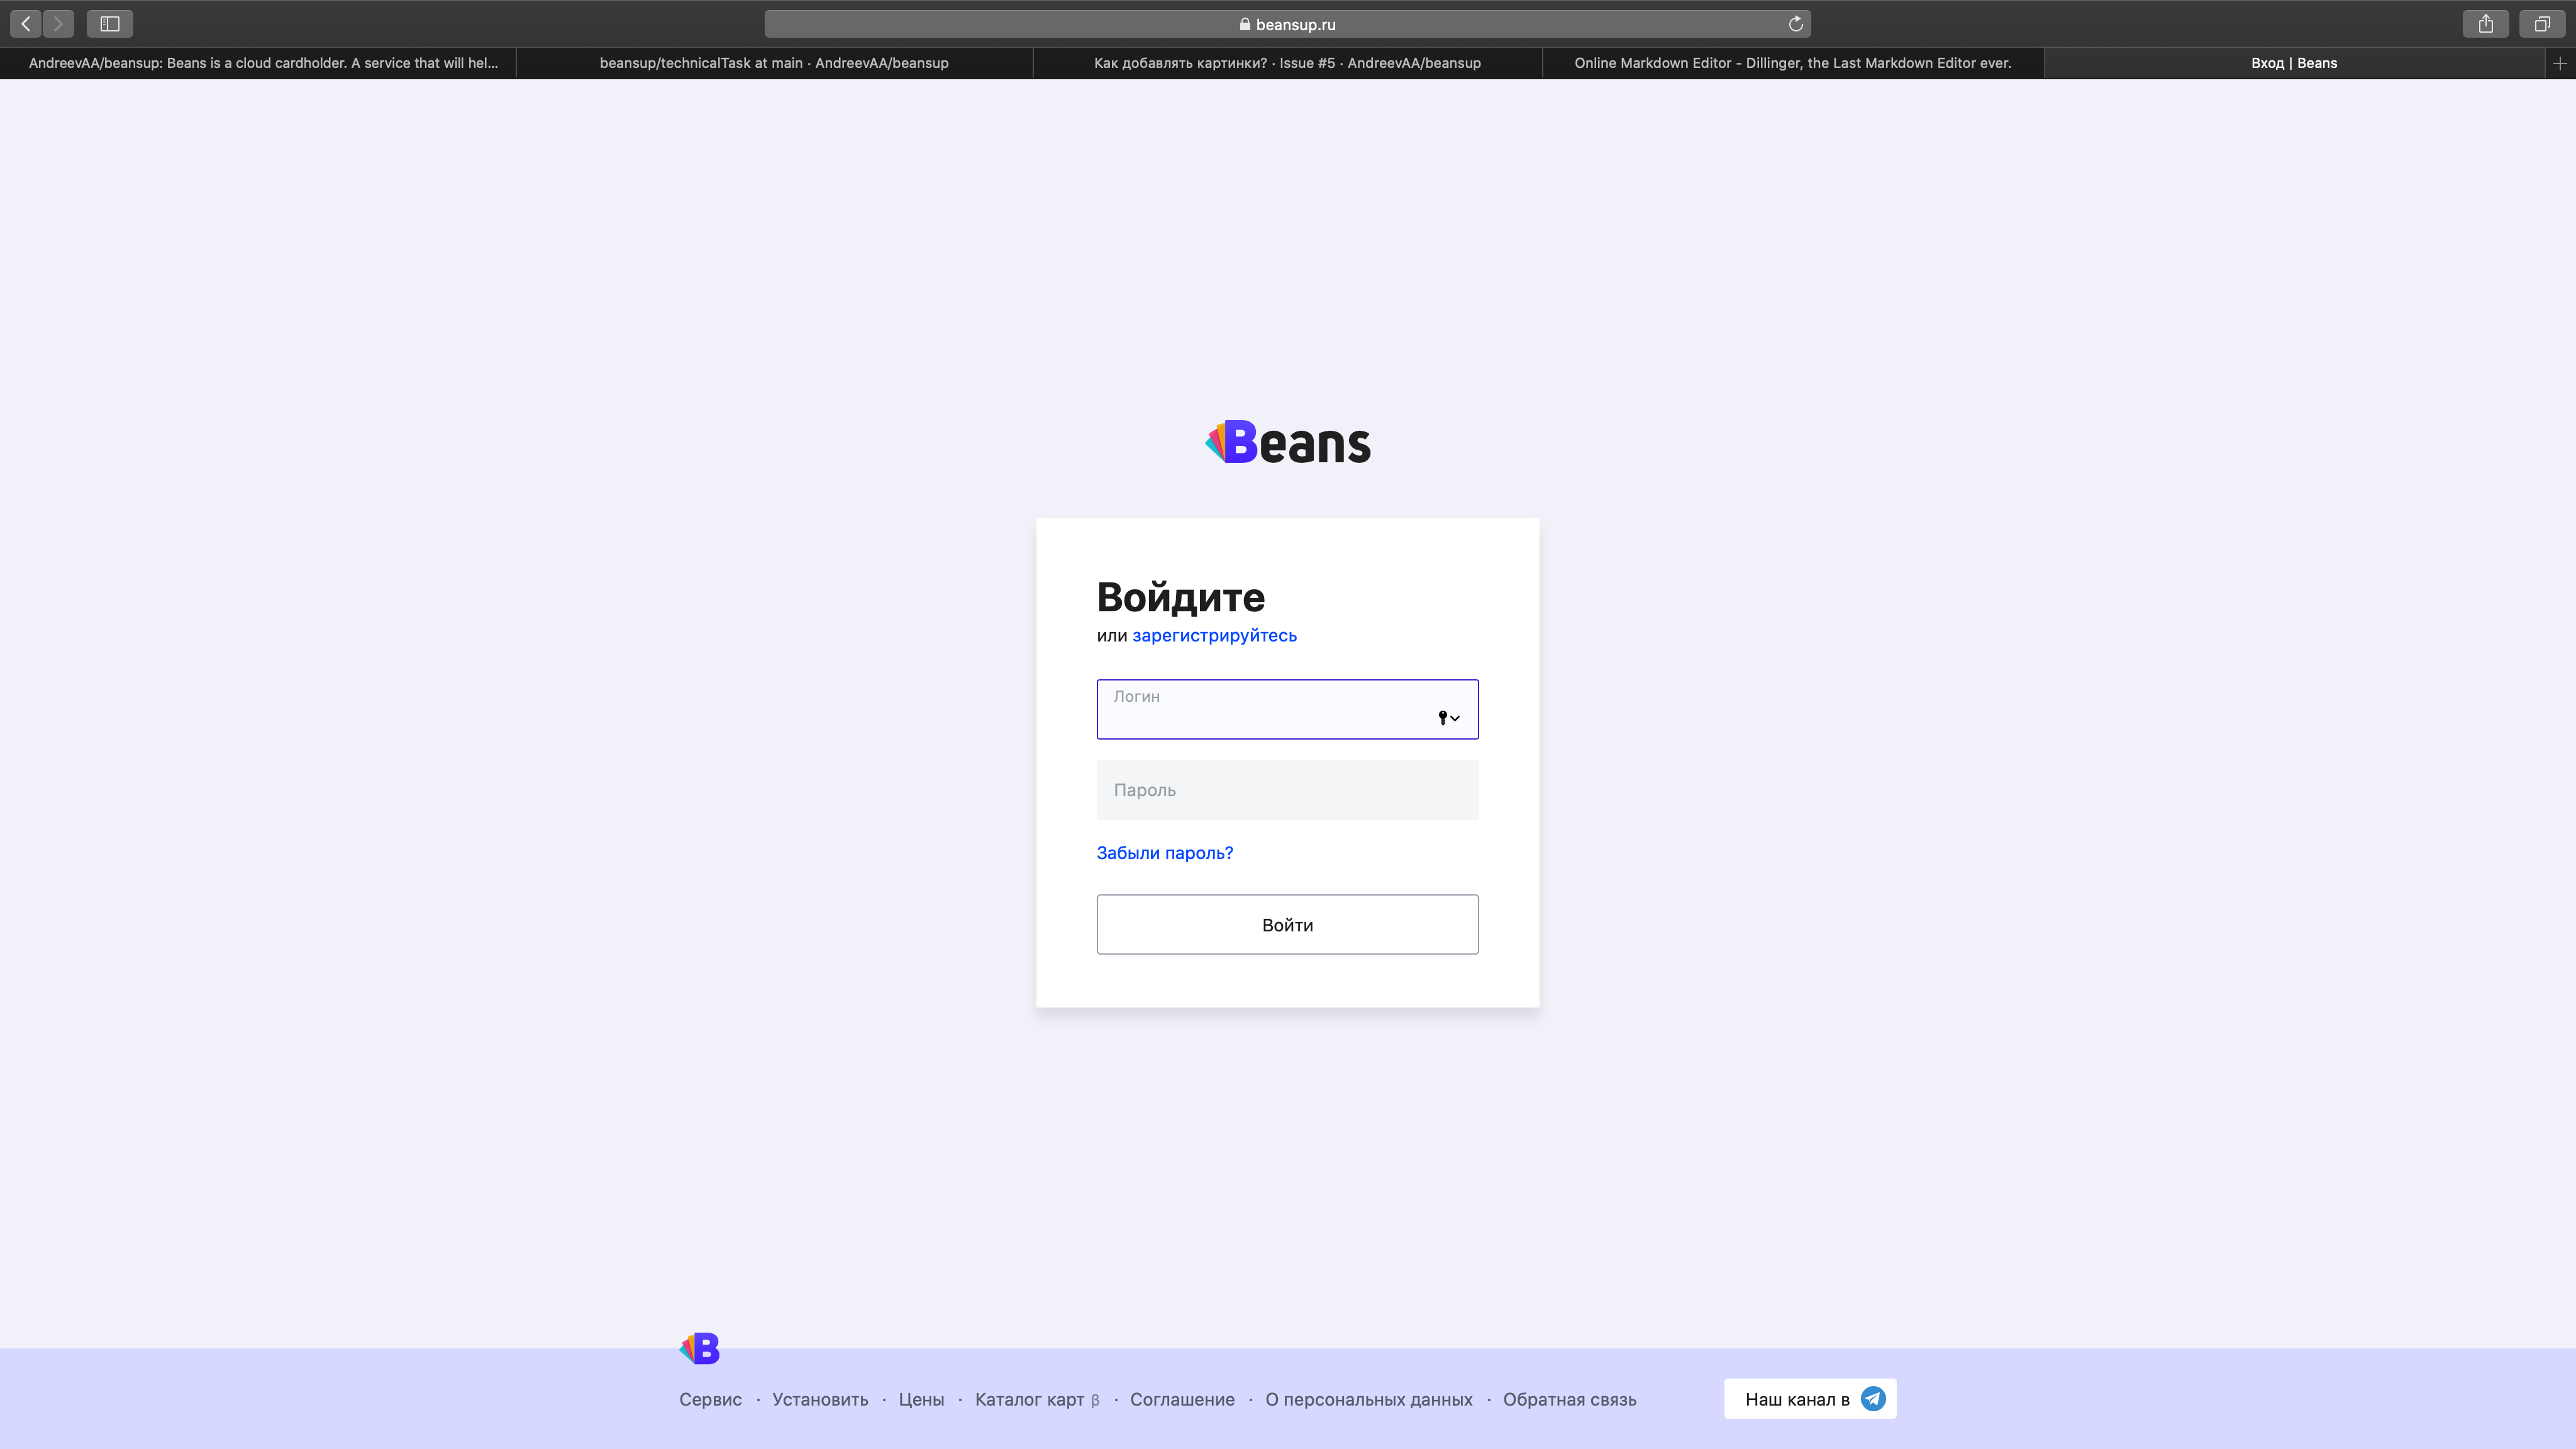 beansup.ru
AndreevAA/beansup: Beans is a cloud cardholder. A service that will hel...
beansup/technicalTask at main · AndreevAA/beansup
Как добавлять картинки? · Issue #5 · AndreevAA/beansup
Online Markdown Editor - Dillinger, the Last Markdown Editor ever.
Вход | Beans
Beans
Войдите
или зарегистрируйтесь
Логин
Пароль
Забыли пароль?
Войти
B
Сервис · Установить · Цены · Каталог карт β · Соглашение · О персональных данных · Обратная связь
Наш канал в